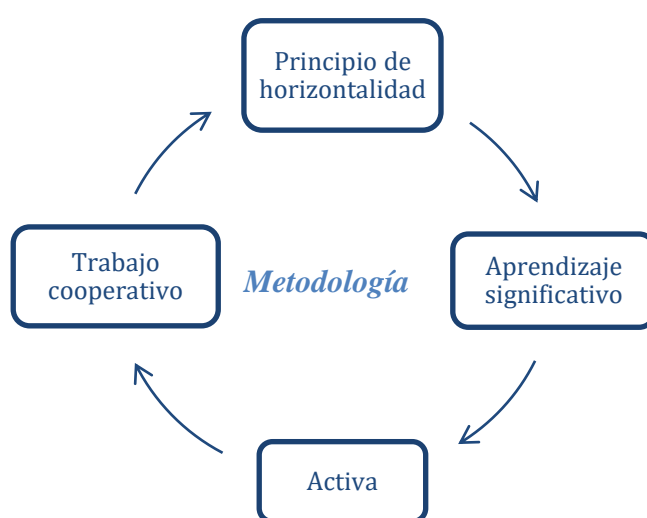 Principio de
horizontalidad
Trabajo
cooperativo
Metodología
Aprendizaje
significativo
Activa